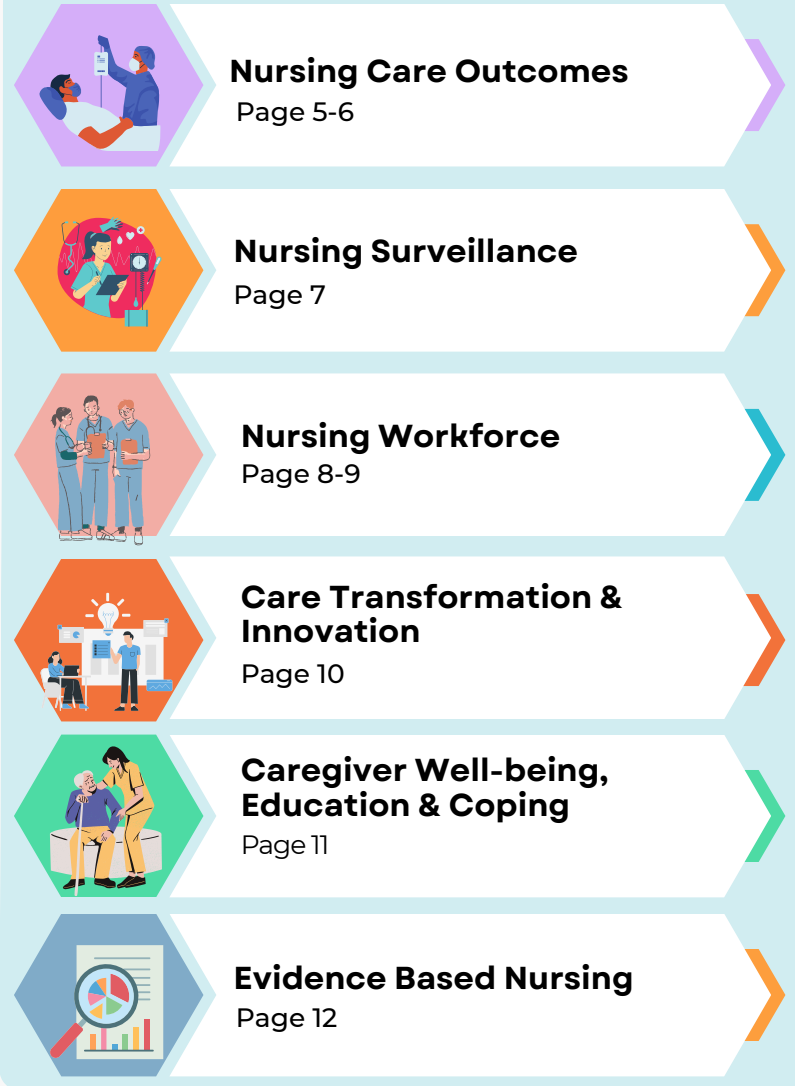 Nursing Care Outcomes
Page 5-6
Nursing Surveillance
Page 7
Nursing Workforce
Page 8-9
Care Transformation &
Innovation
Page 10
Caregiver Well-being,
Education & Coping
Page 11
Evidence Based Nursing
Page 12